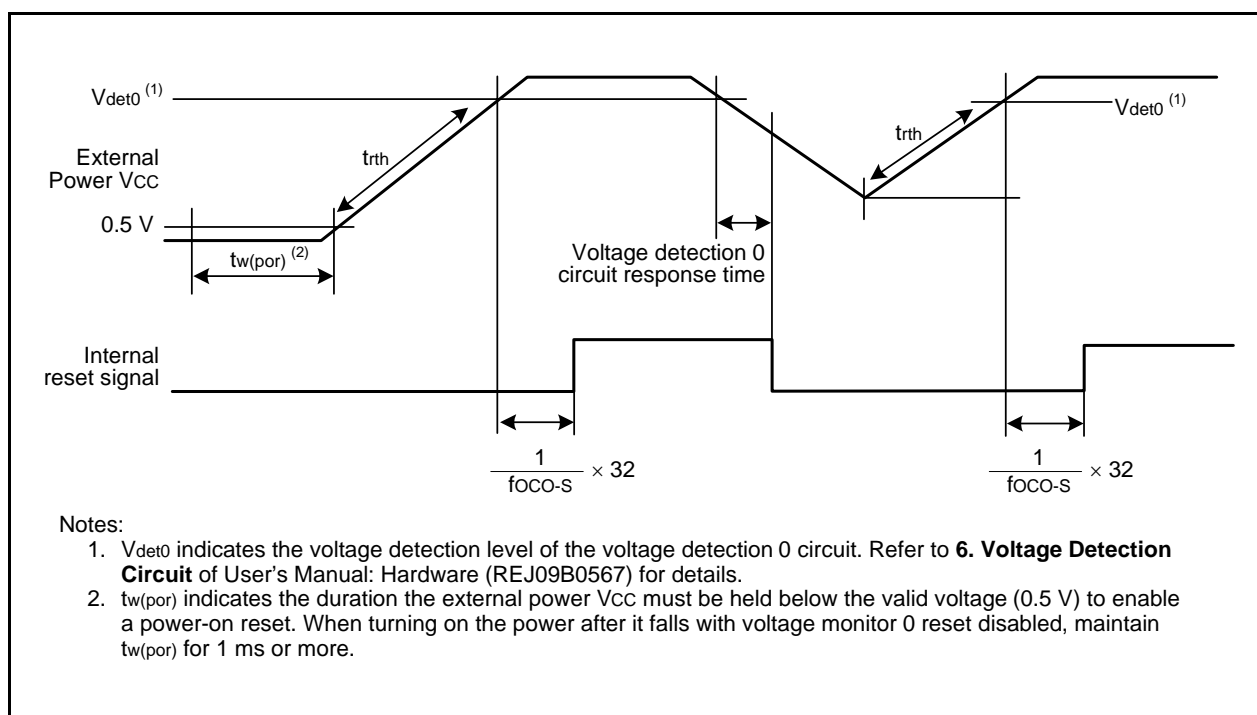 Vdet0 (1)
trth
External
Power VCC
0.5 V
tw(por) (2)
Voltage detection 0
circuit response time
trth
Vdet0 (1)
Internal
reset signal
1
fOCO-S
× 32
1
fOCO-S
× 32
Notes:
1. Vdet0 indicates the voltage detection level of the voltage detection 0 circuit. Refer to 6. Voltage Detection
Circuit of User's Manual: Hardware (REJ09B0567) for details.
2. tw(por) indicates the duration the external power VCC must be held below the valid voltage (0.5 V) to enable
a power-on reset. When turning on the power after it falls with voltage monitor 0 reset disabled, maintain
tw(por) for 1 ms or more.